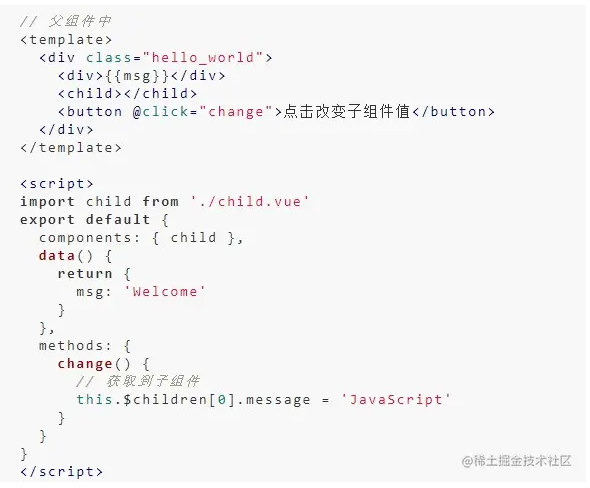 // 父组件中
<template>
  <div class="hello_world">
    <div>{{msg}}</div>
    <child></child>
    <button @click="change">点击改变子组件值</button>
  </div>
</template>

<script>
import child from './child.vue'
export default {
  components: { child },
  data() {
    return {
      msg: 'Welcome'
    }
  },
  methods: {
    change() {
      // 获取到子组件
      this.$children[0].message = 'JavaScript'
    }
  }
}
</script>
@稀土掘金技术社区